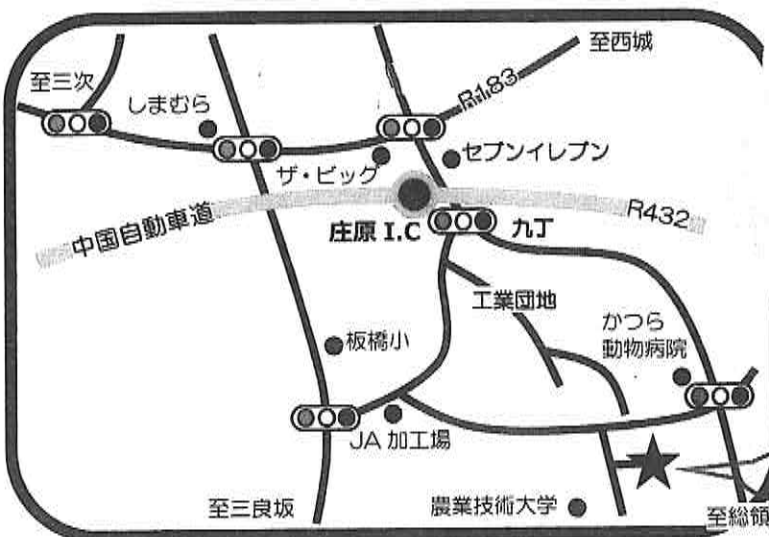 至西城
至三次
R183
しまむら
セブンイレブン
ザ・ビッグ
中国自動車道
R432
庄原 I.C
九丁
工業団地
かつら
動物病院
板橋小
JA 加工場
至三良坂
農業技術大学
至総領